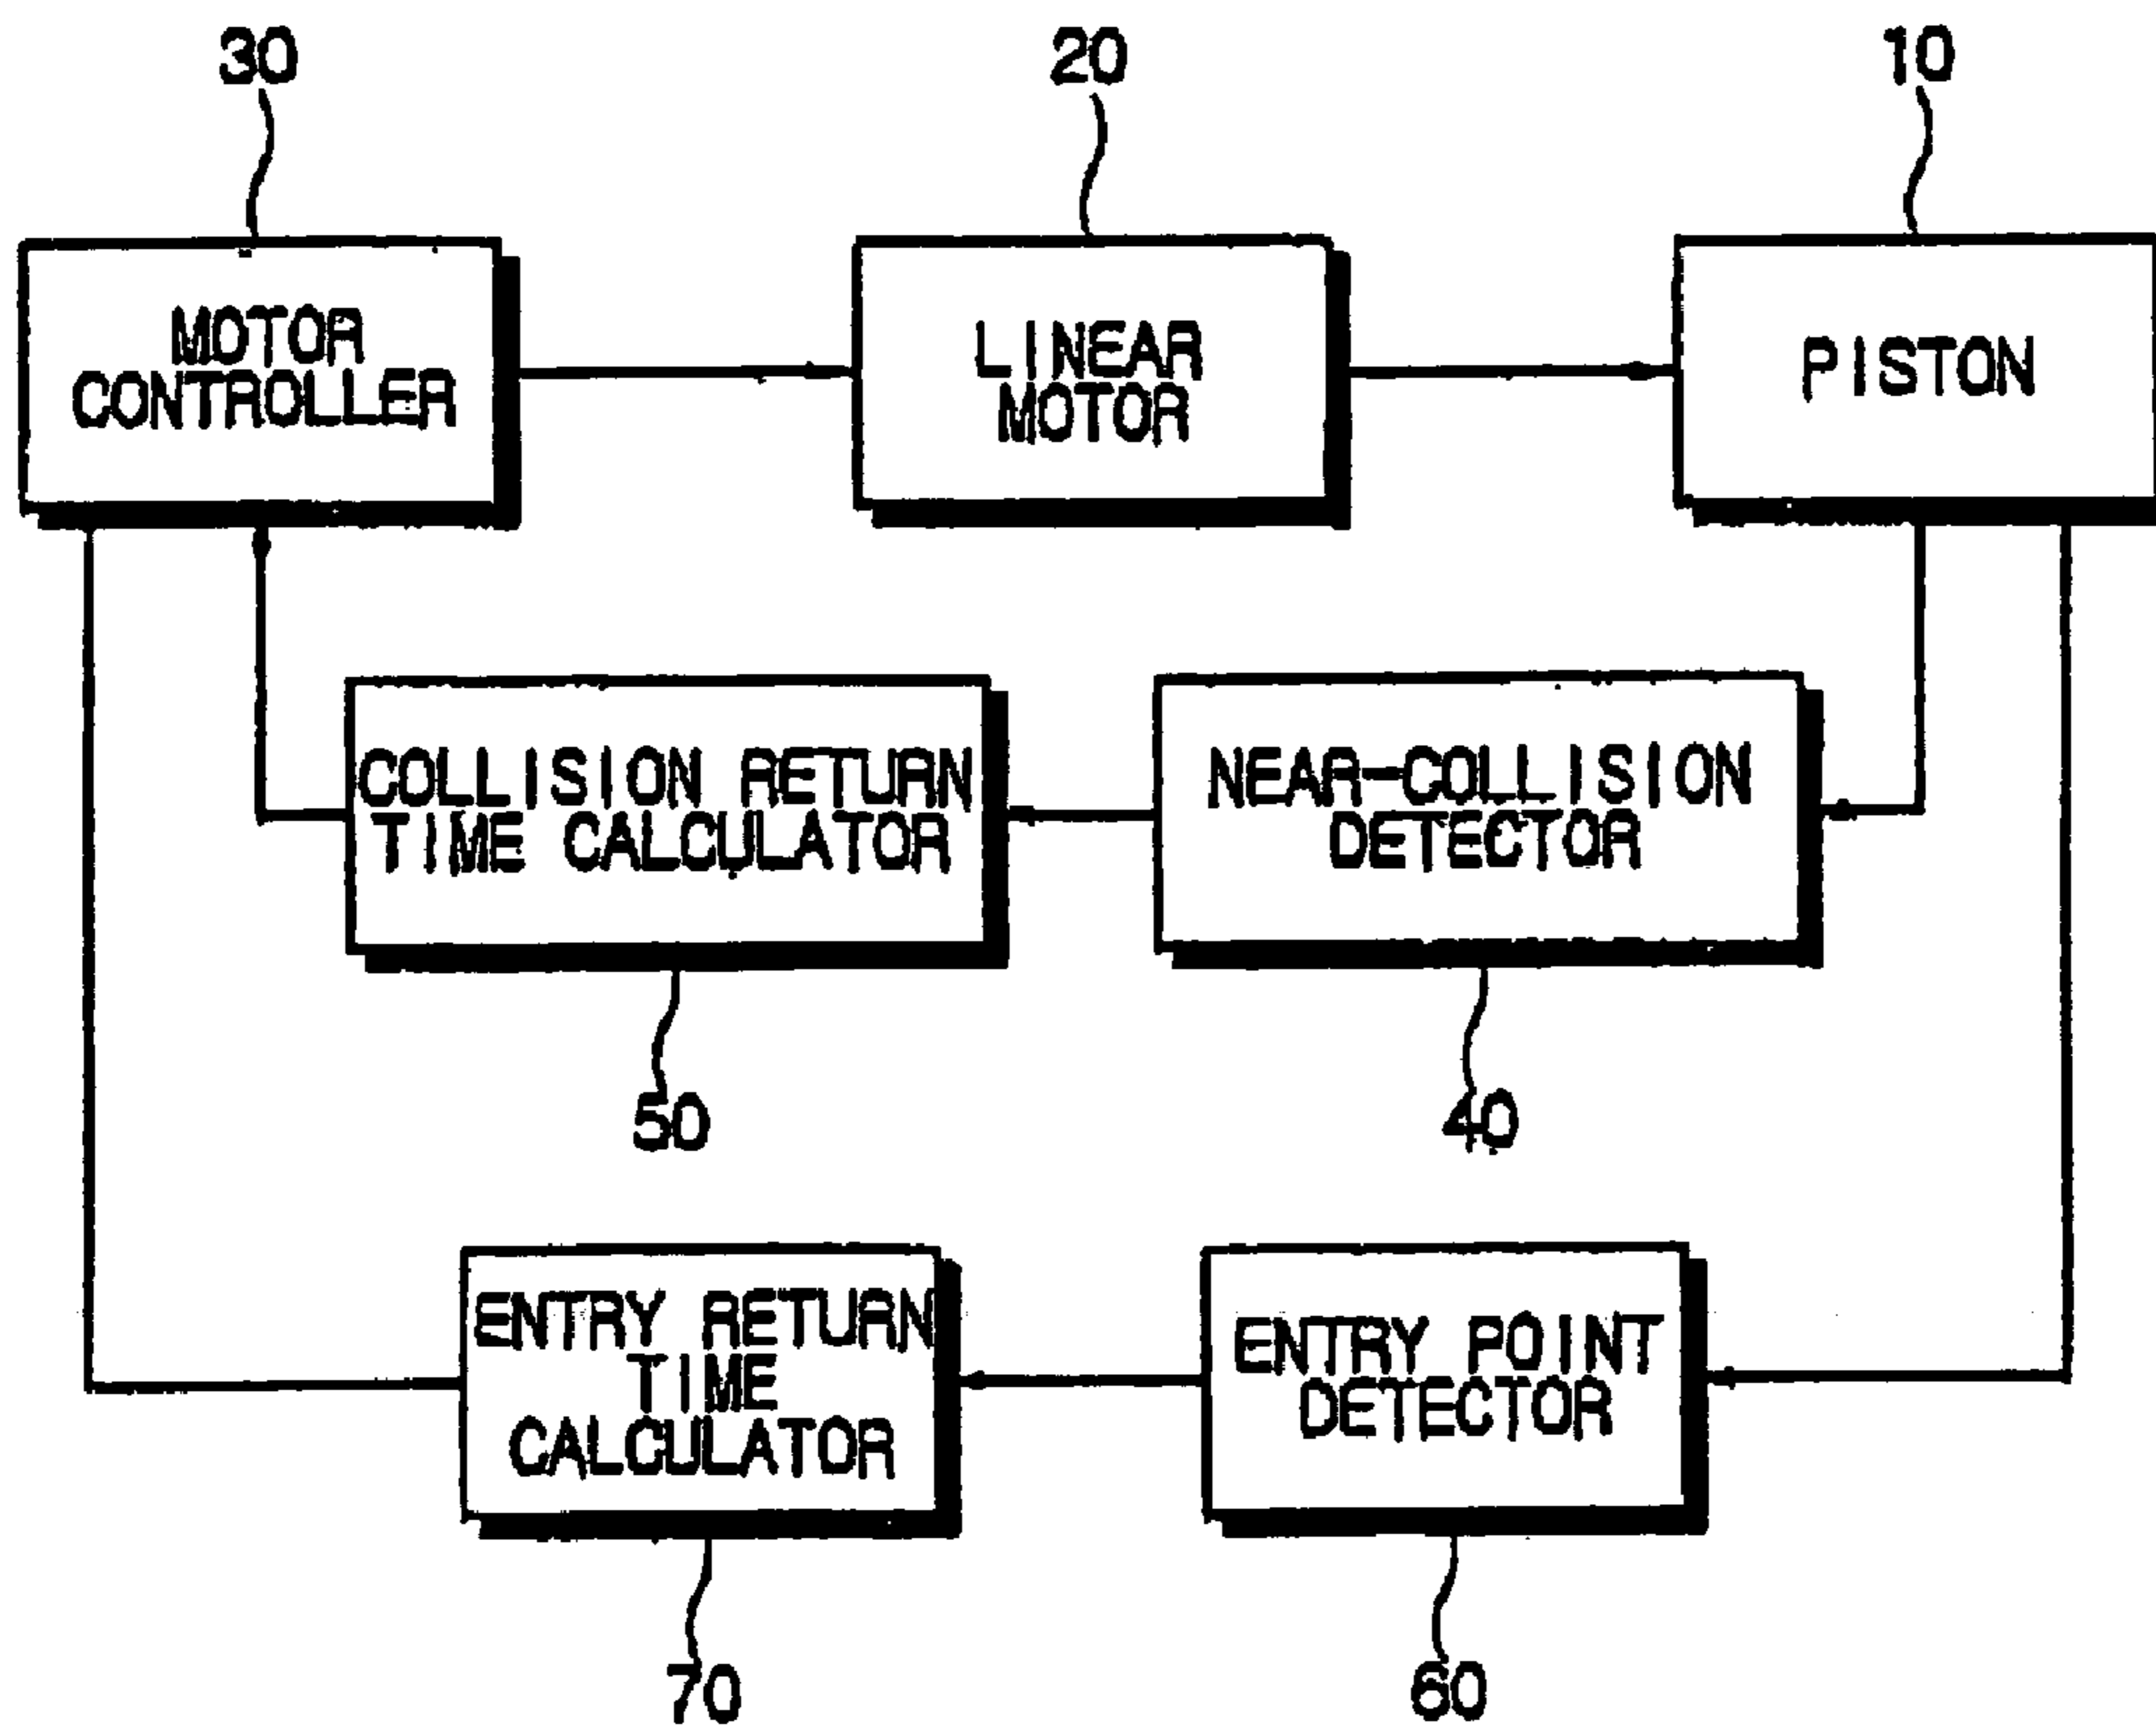 30
20
10
MOTOR
CONTROLLER
LINEAR
MOTOR
PISTON
COLLISION RETURN
TIME CALCULATOR
NEAR-COLLISION
DETECTOR
50
40
ENTRY RETURN
TIME
CALCULATOR
ENTRY POINT
DETECTOR
70
60